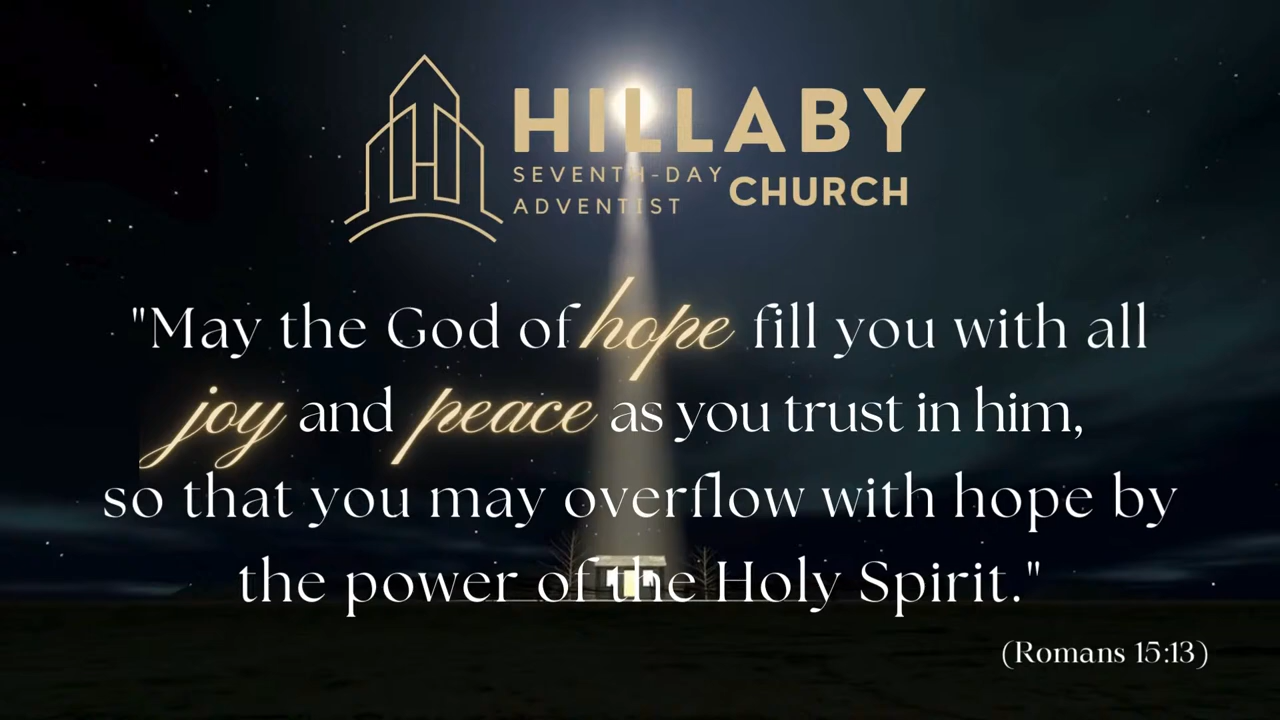 HILLABY
SEVENTH-DAY
ADVENTIST
CHURCH
"May the God of hope fill you with all
joy and peace as you trust in him,
so that you may overflow with hope by
the power of the Holy Spirit."
(Romans 15:13)